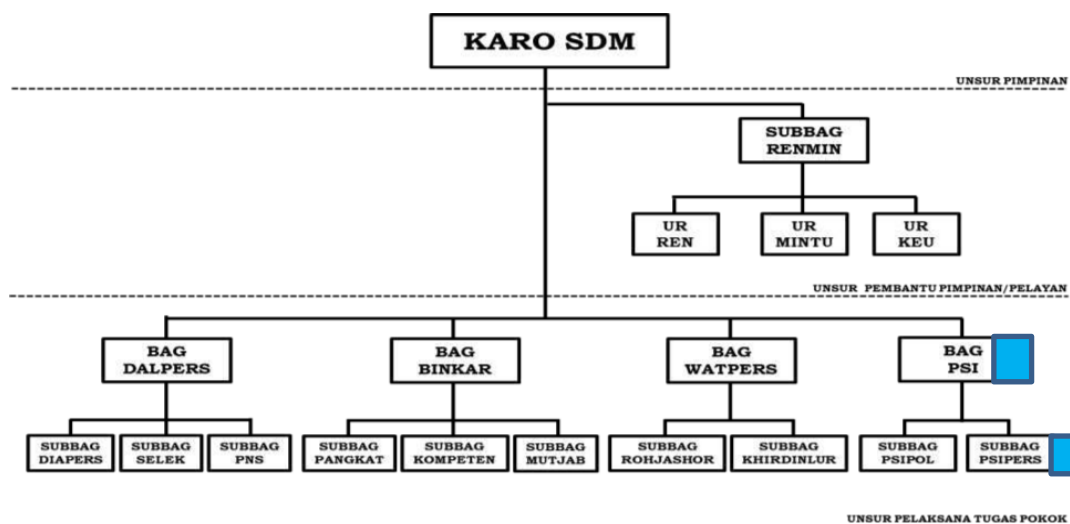 KARO SDM
UNSUR PIMPINAN
SUBBAG
RENMIN
UR
REN
UR
MINTU
UR
KEU
UNSUR PEMBANTU PIMPINAN/PELAYAN
BAG
DALPERS
BAG
BINKAR
BAG
WATPERS
BAG
PSI
SUBBAG
DIAPERS
SUBBAG
SELEK
SUBBAG
PNS
SUBBAG
PANGKAT
SUBBAG
KOMPETEN
SUBBAG
MUTJAB
SUBBAG
ROHJASHOR
SUBBAG
KHIRDINLUR
SUBBAG
PSIPOL
SUBBAG
PSIPERS
UNSUR PELAKSANA TUGAS POKOK